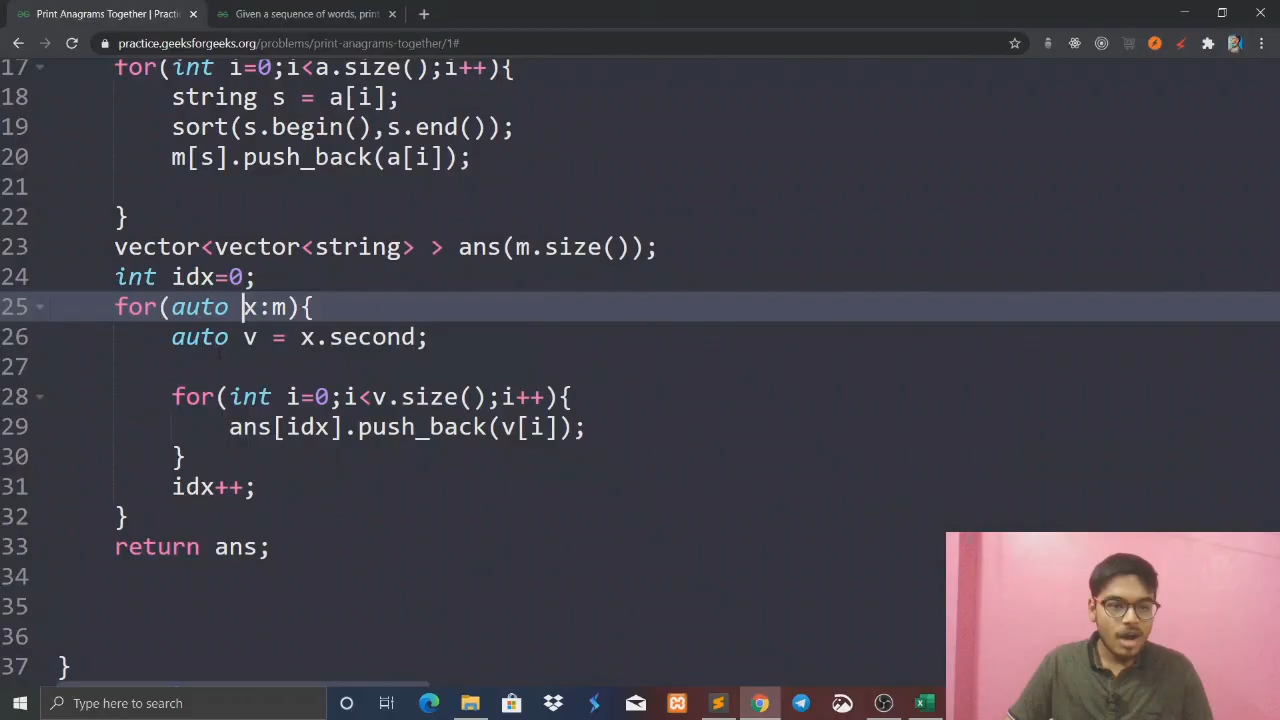 Print Anagrams Together | Practi
Given a sequence of words, print
practice.geeksforgeeks.org/problems/print-anagrams-together/1#
17 for(int i=0;i<a.size();i++){
18 string s = a[i];
19 sort(s.begin(),s.end());
20 m[s].push_back(a[i]);
21
22 }
23 vector<vector<string> > ans(m.size());
24 int idx=0;
25 for(auto x:m){
26 auto v = x.second;
27
28 for(int i=0;i<v.size();i++){
29 ans[idx].push_back(v[i]);
30 }
31 idx++;
32 }
33 return ans;
34
35
36
37 }
Type here to search